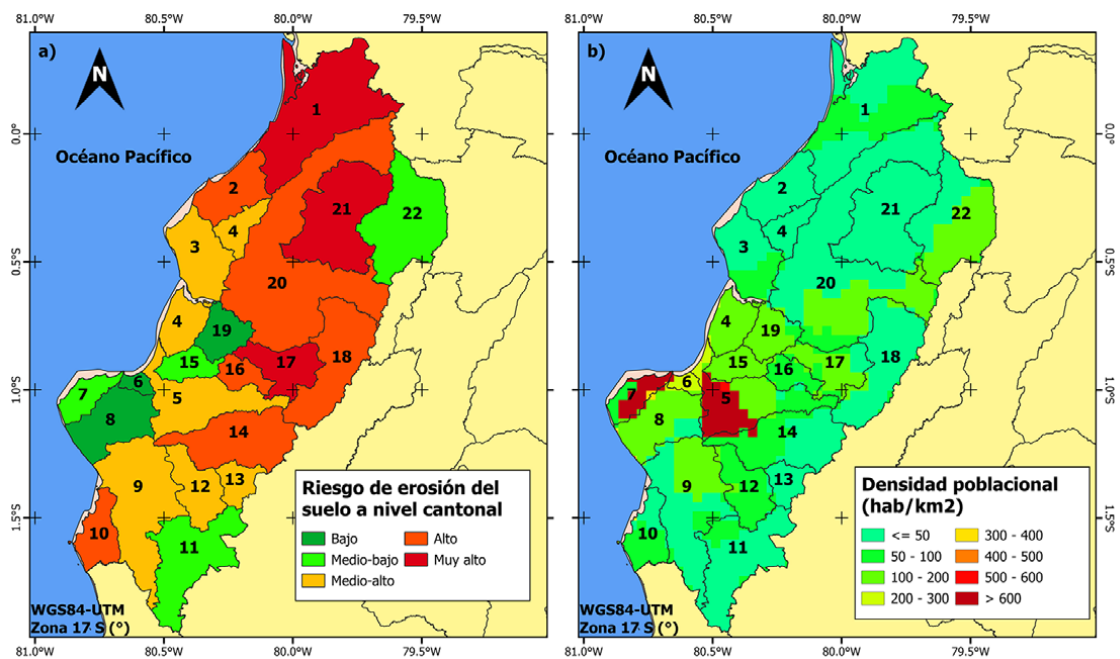 81.0°W
80.5°W
80.0°W
79.5°W
a)
N
Océano Pacífico
0.0°
0.5°S
1.0°S
1.5°S
1
2
3
4
21
22
20
4
19
15
16
17
18
7
6
8
5
14
9
12
13
10
11
Riesgo de erosión del
suelo a nivel cantonal
Bajo
Alto
Medio-bajo
Muy alto
Medio-alto
WGS84-UTM
Zona 17 S (°)
81.0°W
80.5°W
80.0°W
79.5°W
81.0°W
80.5°W
80.0°W
79.5°W
b)
N
Océano Pacífico
0.0°
0.5°S
1.0°S
1.5°S
1
2
3
4
21
22
20
4
19
15
16
17
18
7
6
8
5
14
9
12
13
10
11
Densidad poblacional
(hab/km2)
<= 50
300 - 400
50 - 100
400 - 500
100 - 200
500 - 600
200 - 300
> 600
WGS84-UTM
Zona 17 S (°)
81.0°W
80.5°W
80.0°W
79.5°W